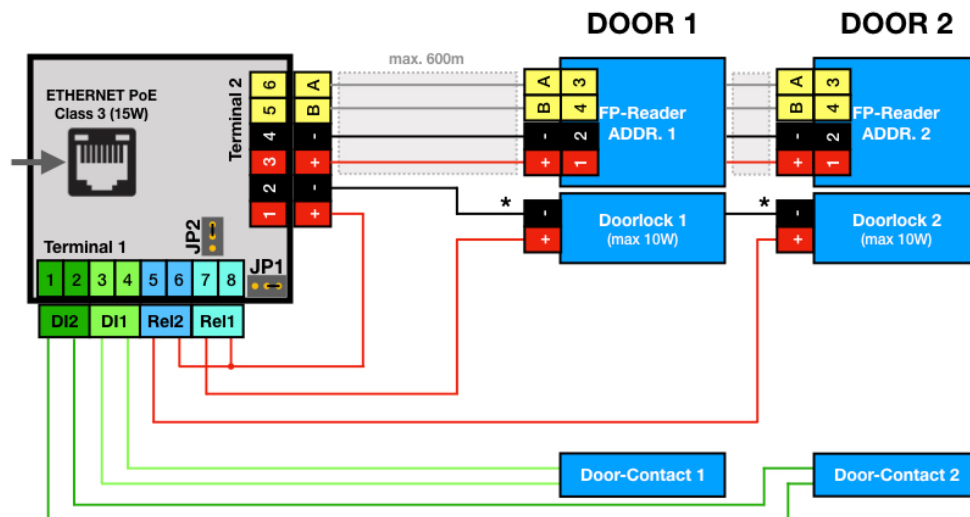 DOOR 1
DOOR 2
max. 600m
ETHERNET PoE
Class 3 (15W)
Terminal 2
6
5
4
3
2
1
A
B
-
+
-
+
A
B
-
+
3
4
2
1
FP-Reader
ADDR. 1
A
B
-
+
3
4
2
1
FP-Reader
ADDR. 2
*
-
+
Doorlock 1
(max 10W)
*
-
+
Doorlock 2
(max 10W)
JP2
Terminal 1
JP1
1 2 3 4 5 6 7 8
DI2 DI1 Rel2 Rel1
Door-Contact 1
Door-Contact 2